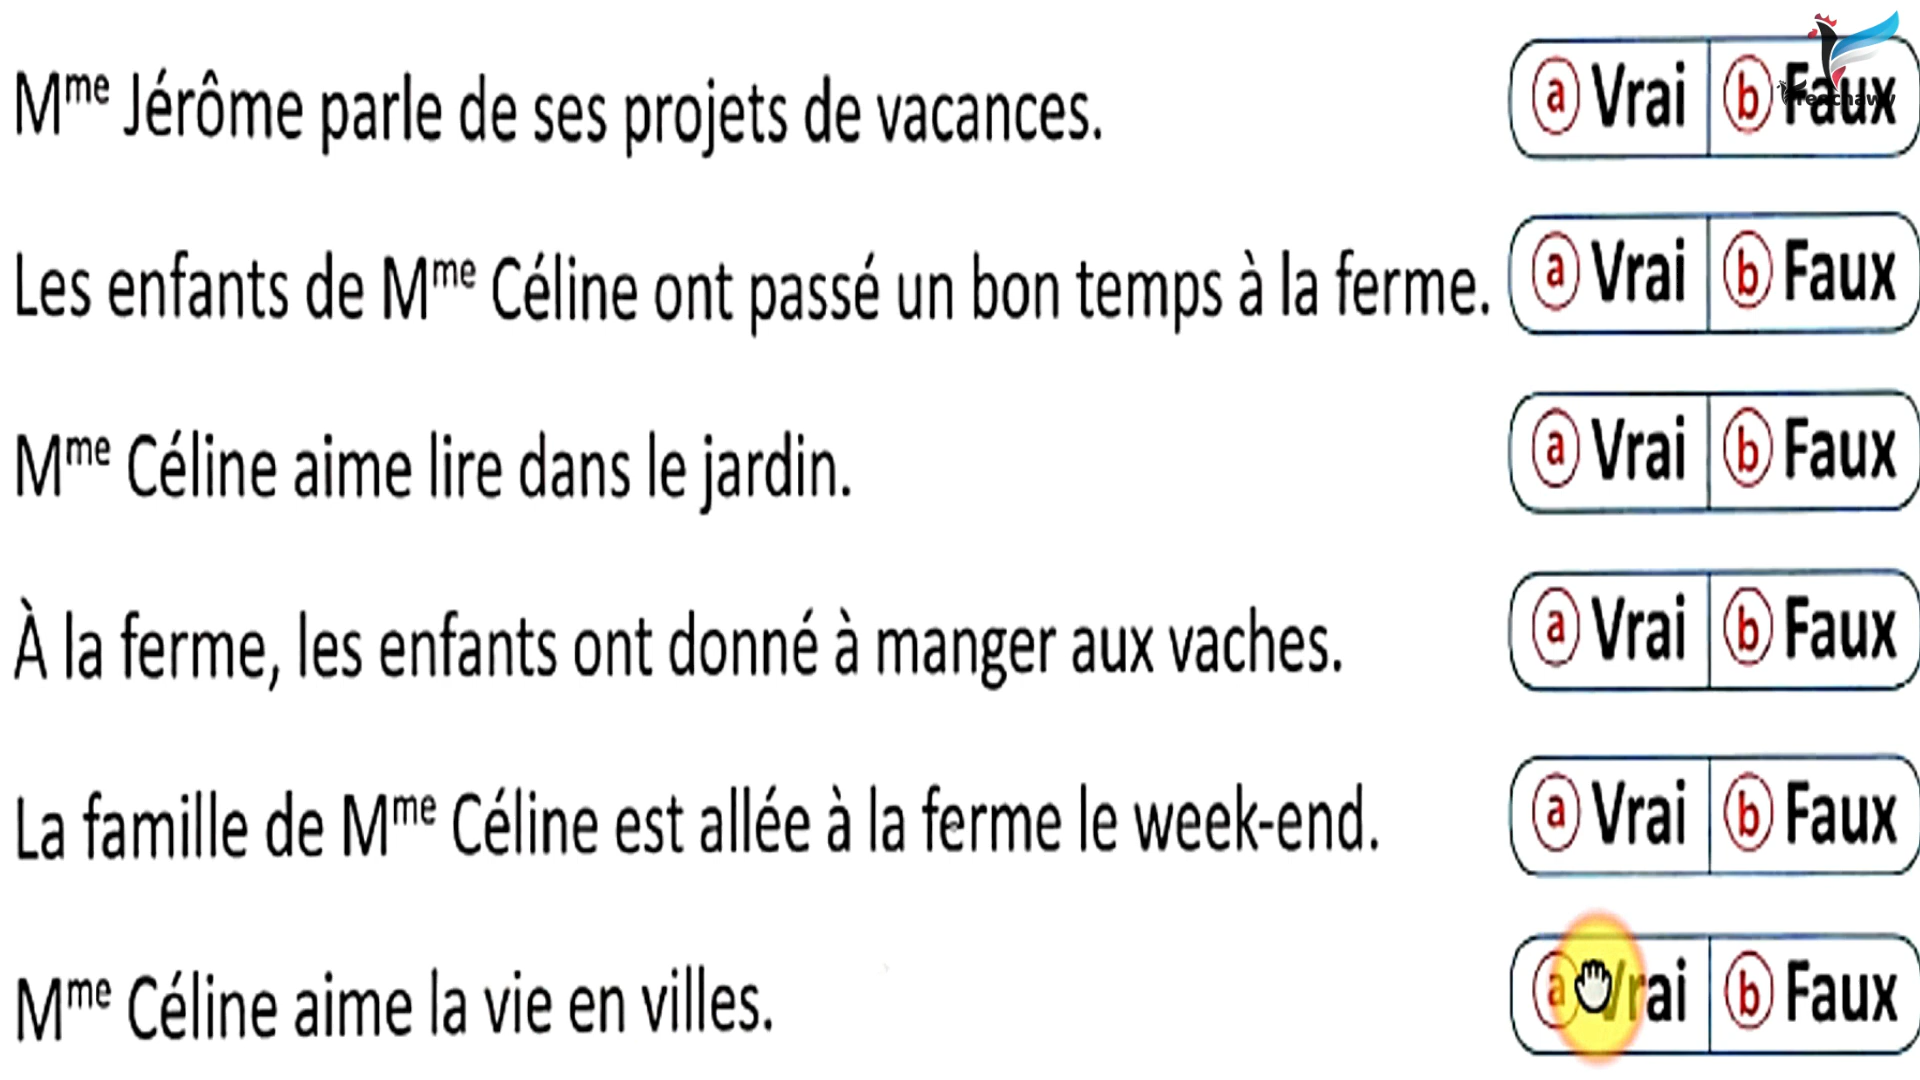 Mme Jérôme parle de ses projets de vacances. a Vrai b Faux
Les enfants de Mme Céline ont passé un bon temps à la ferme. a Vrai b Faux
Mme Céline aime lire dans le jardin. a Vrai b Faux
À la ferme, les enfants ont donné à manger aux vaches. a Vrai b Faux
La famille de Mme Céline est allée à la ferme le week-end. a Vrai b Faux
Mme Céline aime la vie en villes. a Vrai b Faux